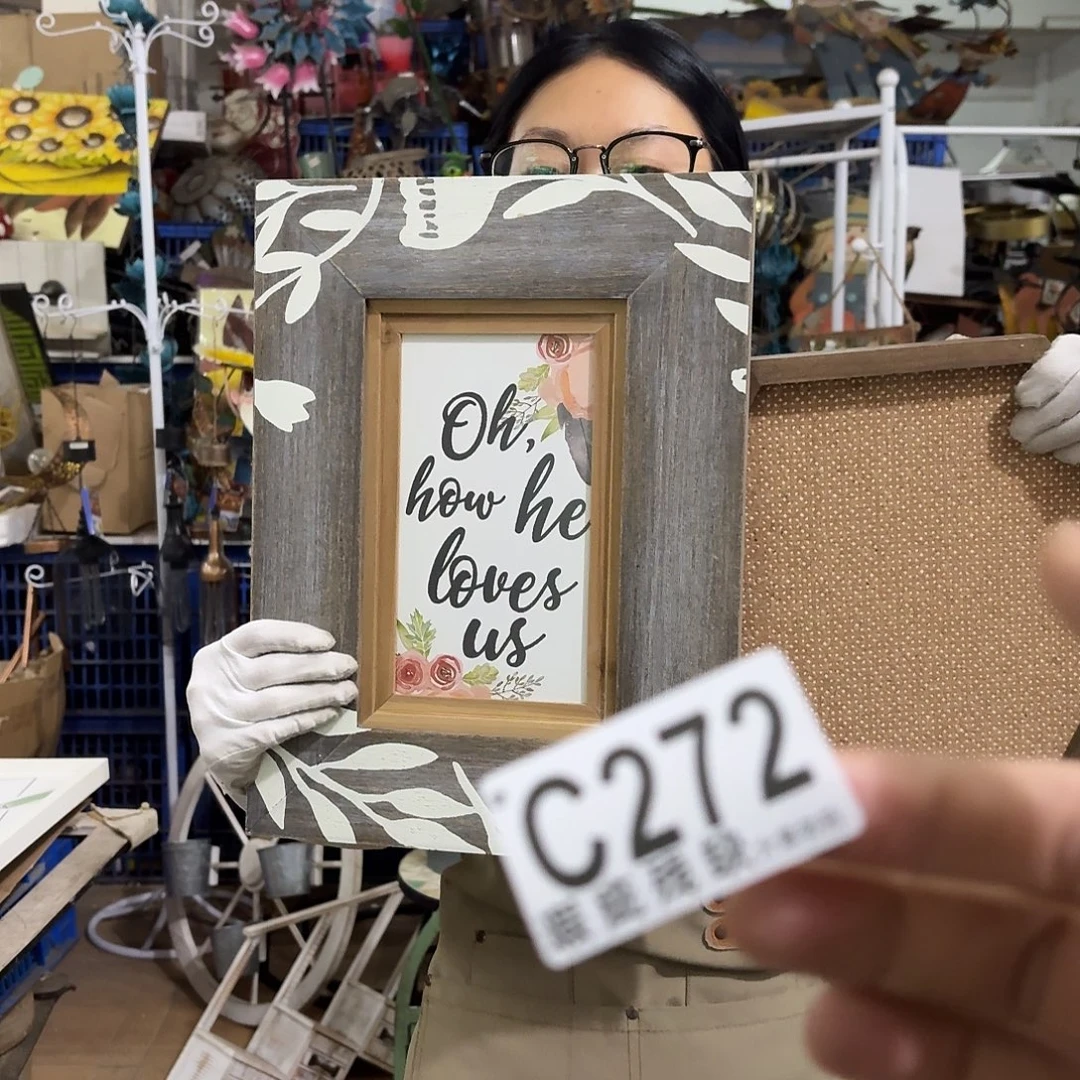 Oh,
how he
loves
us
C272